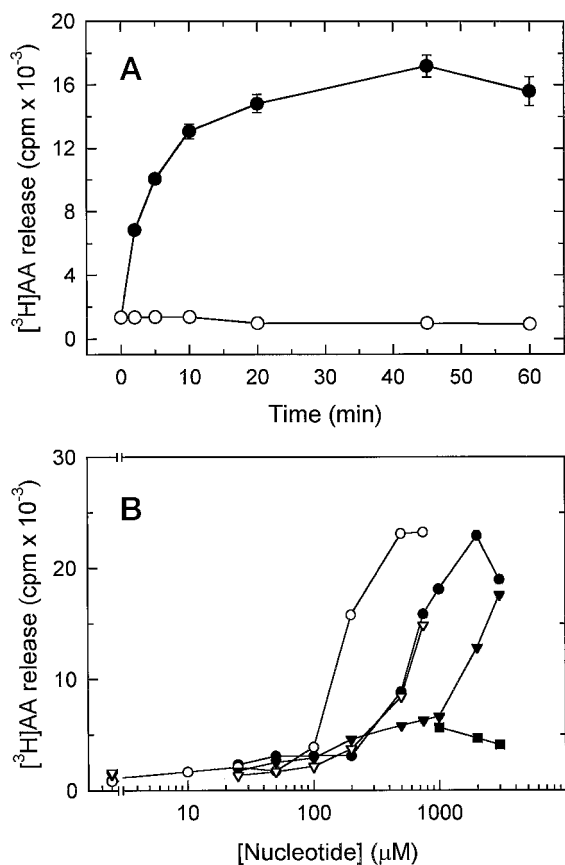 A
[³H]AA release (cpm x 10⁻³)
20
16
12
8
4
0
0 10 20 30 40 50 60
Time (min)
B
[³H]AA release (cpm x 10⁻³)
30
20
10
0
10 100 1000
[Nucleotide] (μM)